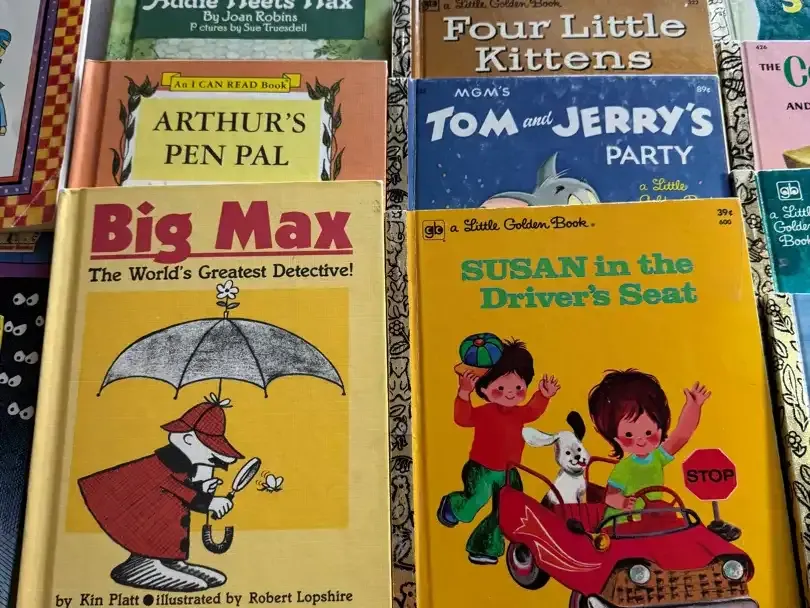 Addie Meets Max
By Joan Robins
Pictures by Sue Truesdell
An I CAN READ Book
ARTHUR'S
PEN PAL
Big Max
The World's Greatest Detective!
by Kin Platt ● illustrated by Robert Lopshire
a Little Golden Book
Four Little
Kittens
MGM'S
89¢
TOM and JERRY'S
PARTY
a Little
Golden
39¢
600
a Little Golden Book®
SUSAN in the
Driver's Seat
STOP
426
THE
AND
a Little
Golden
Book